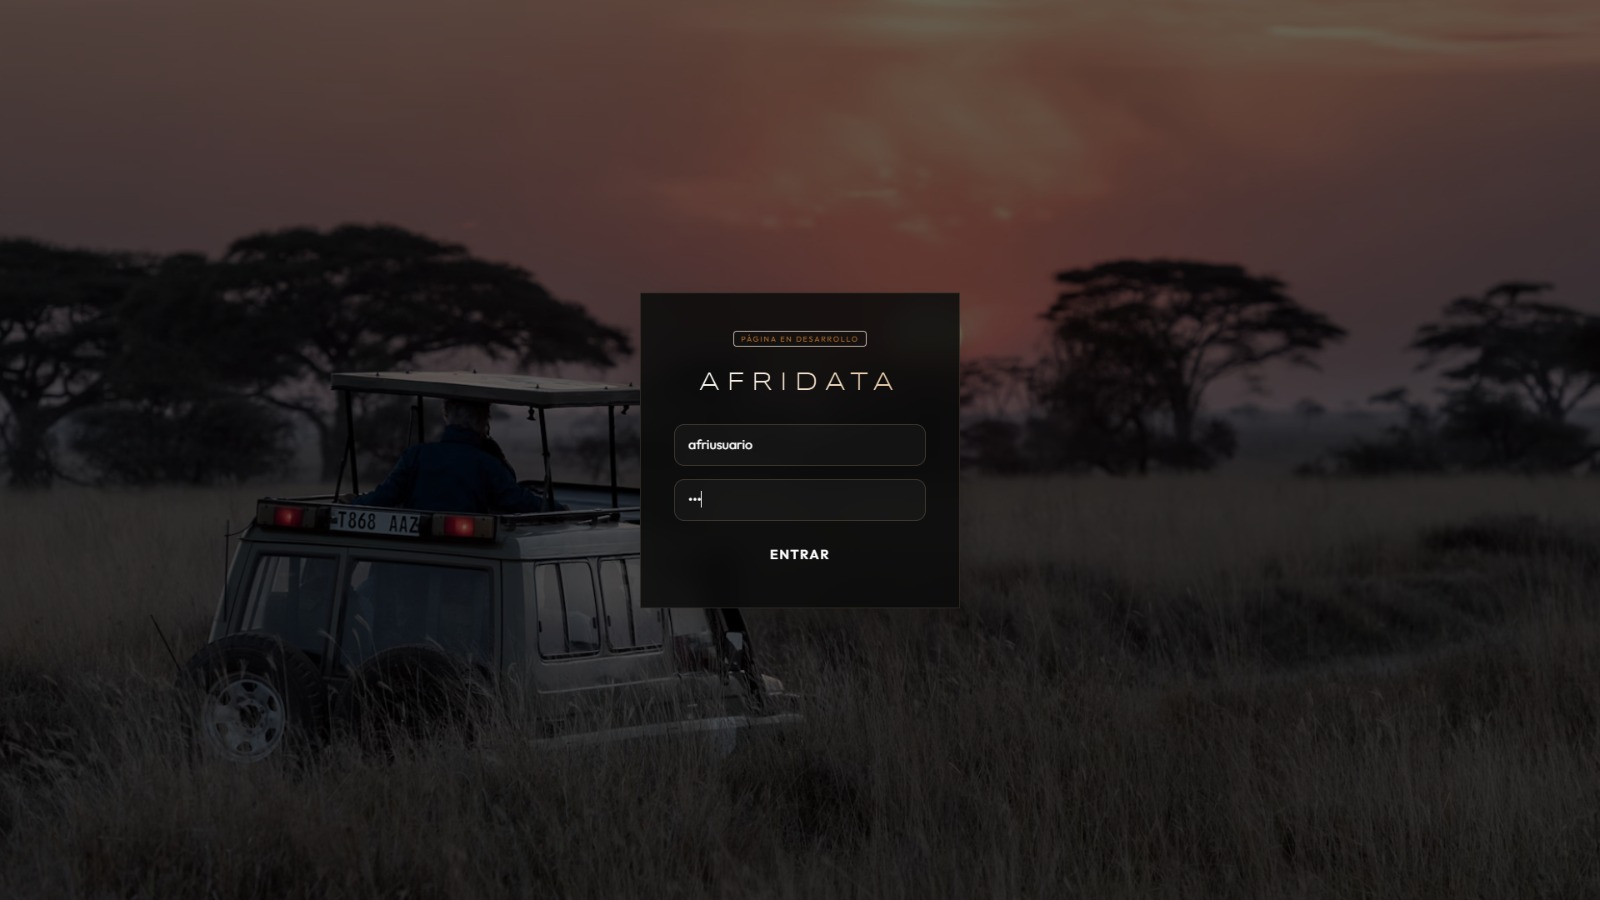 PÁGINA EN DESARROLLO
AFRIDATA
afriusuario
•••
ENTRAR
T868 AAZ